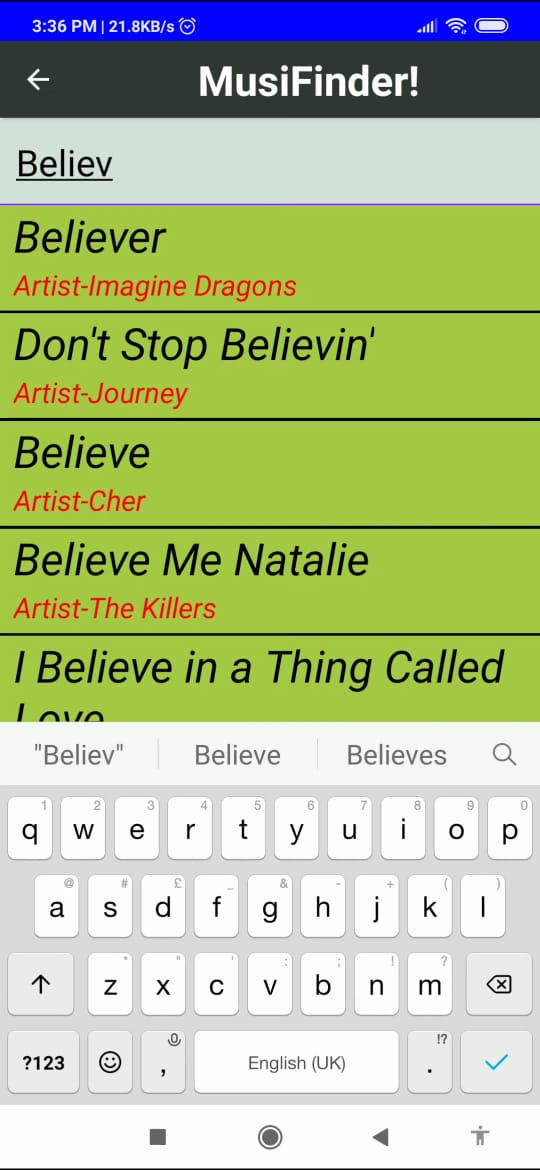 3:36 PM | 21.8KB/s
MusiFinder!
Believ
Believer
Artist-Imagine Dragons
Don't Stop Believin'
Artist-Journey
Believe
Artist-Cher
Believe Me Natalie
Artist-The Killers
I Believe in a Thing Called
Love
"Believ" Believe Believes
1 2 3 4 5 6 7 8 9 0
q w e r t y u i o p
@ # £ _ & - + ( )
a s d f g h j k l
* " ' : ; ! ?
z x c v b n m
!?
?123 , English (UK) .